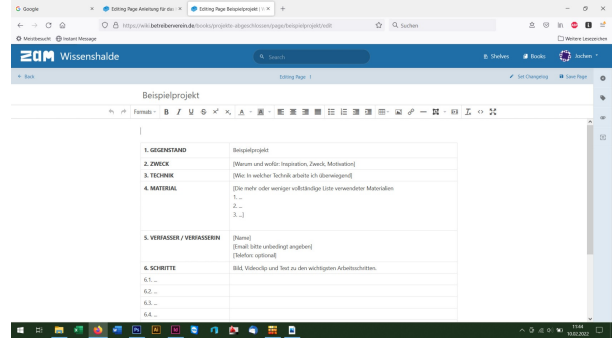 Google
Editing Page Anleitung für das
Editing Page Beispielprojekt | W
https://wiki.betreiberverein.de/books/projekte-abgeschlossen/page/beispielprojekt/edit
Suchen
Meistbesucht
Instant Message
Weitere Lesezeichen
ZAM Wissenshalde
Search
Shelves
Books
Jochen
Back
Editing Page
Set Changelog
Save Page
Beispielprojekt
Formats
1. GEGENSTAND Beispielprojekt
2. ZWECK [Warum und wofür: Inspiration, Zweck, Motivation]
3. TECHNIK [Wie: In welcher Technik arbeite ich überwiegend]
4. MATERIAL [Die mehr oder weniger vollständige Liste verwendeter Materialien
1. ...
2. ...
3. ...]
5. VERFASSER / VERFASSERIN [Name]
[Email: bitte unbedingt angeben]
[Telefon: optional]
6. SCHRITTE Bild, Videoclip und Text zu den wichtigsten Arbeitsschritten.
6.1. ...
6.2. ...
6.3. ...
6.4. ...
11:44
10.02.2022